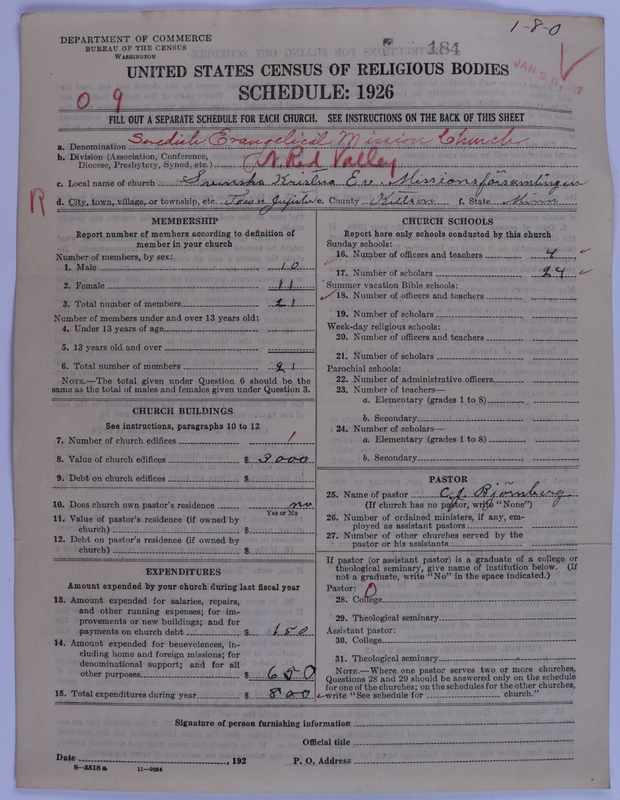 1-8-0
DEPARTMENT OF COMMERCE
BUREAU OF THE CENSUS
WASHINGTON
184
JAN
UNITED STATES CENSUS OF RELIGIOUS BODIES
SCHEDULE: 1926
0 9
FILL OUT A SEPARATE SCHEDULE FOR EACH CHURCH. SEE INSTRUCTIONS ON THE BACK OF THIS SHEET
a. Denomination Swedish Evangelical Mission Church
b. Division (Association, Conference, Diocese, Presbytery, Synod, etc.) N. Red Valley
c. Local name of church Svenska Kristna Ev. Missionsförsamlingen
R
d. City, town, village, or township, etc. Town e. County Kittson f. State Minn
MEMBERSHIP
Report number of members according to definition of
member in your church
Number of members, by sex:
1. Male 10
2. Female 11
3. Total number of members 21
Number of members under and over 13 years old:
4. Under 13 years of age
5. 13 years old and over
6. Total number of members 21
NOTE.—The total given under Question 6 should be the
same as the total of males and females given under Question 3.
CHURCH BUILDINGS
See instructions, paragraphs 10 to 12
7. Number of church edifices 1
8. Value of church edifices $ 3000
9. Debt on church edifices $
10. Does church own pastor's residence no
Yes or No
11. Value of pastor's residence (if owned by
church) $
12. Debt on pastor's residence (if owned by
church) $
EXPENDITURES
Amount expended by your church during last fiscal year
13. Amount expended for salaries, repairs,
and other running expenses; for im-
provements or new buildings; and for
payments on church debt $ 150
14. Amount expended for benevolences, in-
cluding home and foreign missions; for
denominational support; and for all
other purposes $ 650
15. Total expenditures during year $ 800
CHURCH SCHOOLS
Report here only schools conducted by this church
Sunday schools:
16. Number of officers and teachers 4
17. Number of scholars 24
Summer vacation Bible schools:
18. Number of officers and teachers
19. Number of scholars
Week-day religious schools:
20. Number of officers and teachers
21. Number of scholars
Parochial schools:
22. Number of administrative officers
23. Number of teachers—
a. Elementary (grades 1 to 8)
b. Secondary
24. Number of scholars—
a. Elementary (grades 1 to 8)
b. Secondary
PASTOR
25. Name of pastor C. J. Björnberg
(If church has no pastor, write "None")
26. Number of ordained ministers, if any, em-
ployed as assistant pastors
27. Number of other churches served by the
pastor or his assistants
If pastor (or assistant pastor) is a graduate of a college or
theological seminary, give name of institution below. (If
not a graduate, write "No" in the space indicated.)
Pastor: 0
28. College
29. Theological seminary
Assistant pastor:
30. College
31. Theological seminary
NOTE.—Where one pastor serves two or more churches,
Questions 28 and 29 should be answered only on the schedule
for one of the churches; on the schedules for the other churches,
write "See schedule for church."
Signature of person furnishing information
Official title
Date , 192 P. O. Address
8—5518 a 11—9054